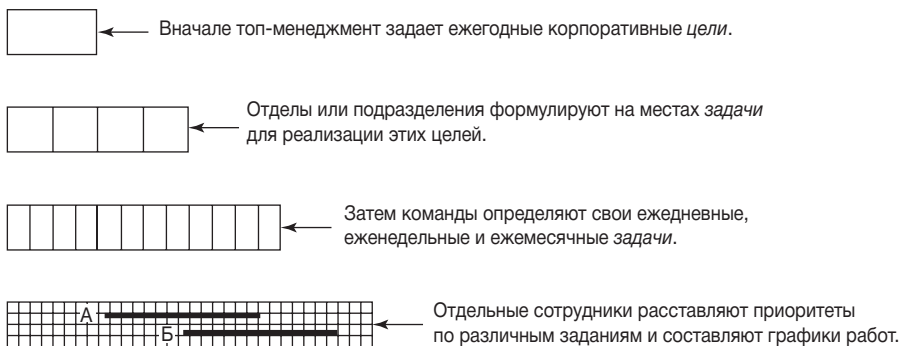 Вначале топ-менеджмент задает ежегодные корпоративные цели.
Отделы или подразделения формулируют на местах задачи
для реализации этих целей.
Затем команды определяют свои ежедневные,
еженедельные и ежемесячные задачи.
А
Б
Отдельные сотрудники расставляют приоритеты
по различным заданиям и составляют графики работ.